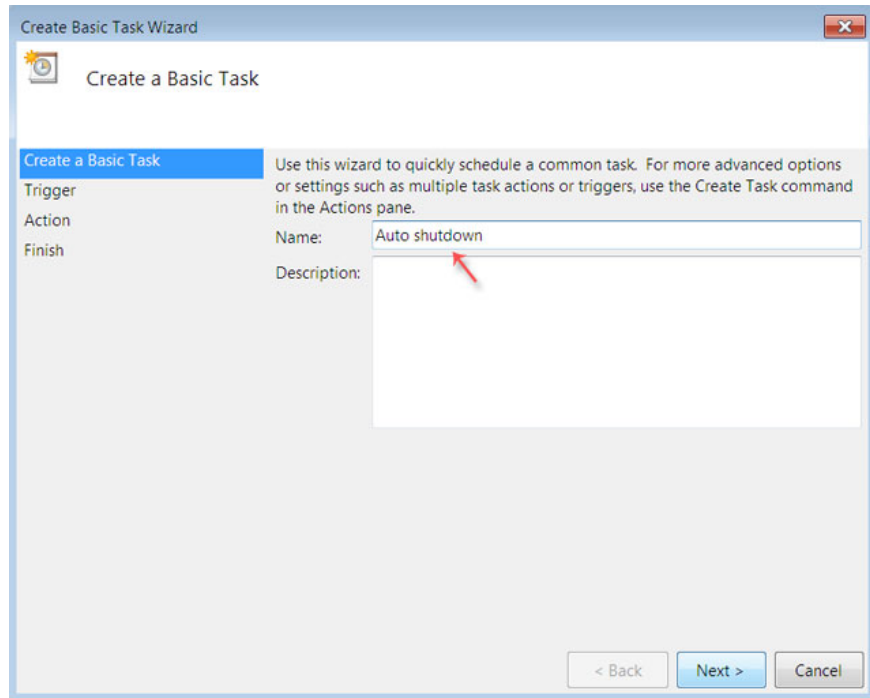 Create Basic Task Wizard
Create a Basic Task
Create a Basic Task
Trigger
Action
Finish
Use this wizard to quickly schedule a common task.  For more advanced options
or settings such as multiple task actions or triggers, use the Create Task command
in the Actions pane.
Name: Auto shutdown
Description:
< Back Next > Cancel